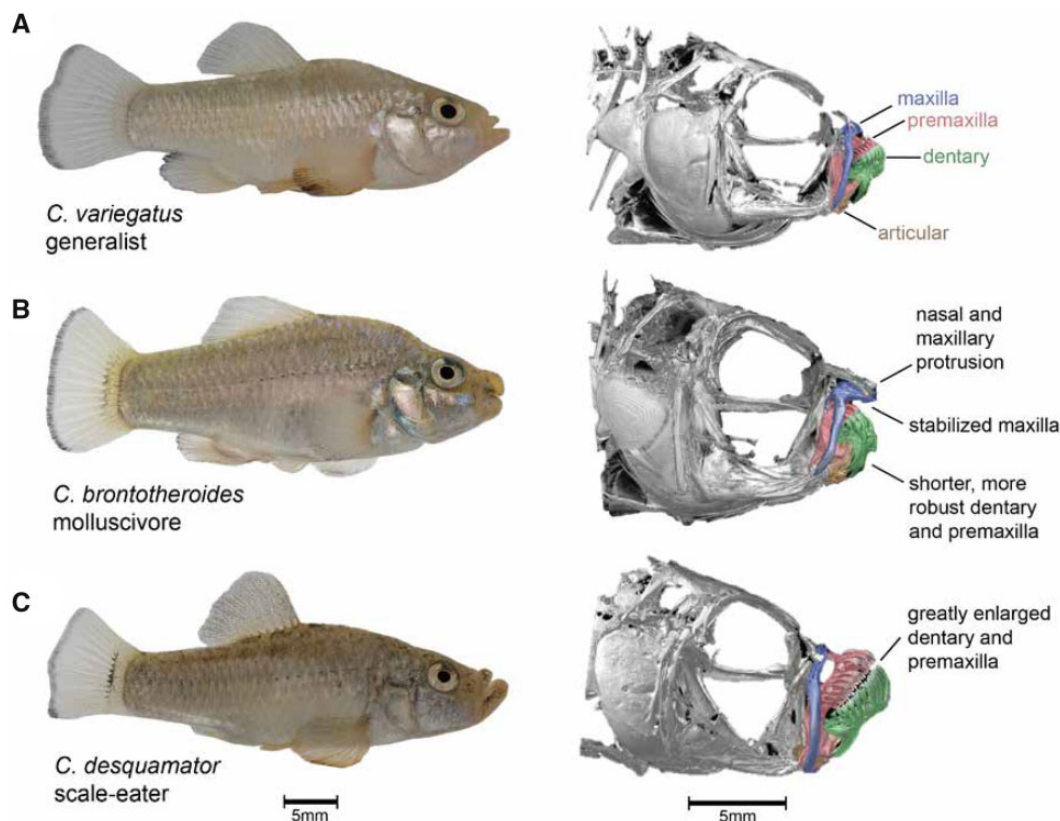 A
C. variegatus
generalist
maxilla
premaxilla
dentary
articular
B
C. brontotheroides
molluscivore
nasal and
maxillary
protrusion
stabilized maxilla
shorter, more
robust dentary
and premaxilla
C
C. desquamator
scale-eater
greatly enlarged
dentary and
premaxilla
5mm
5mm